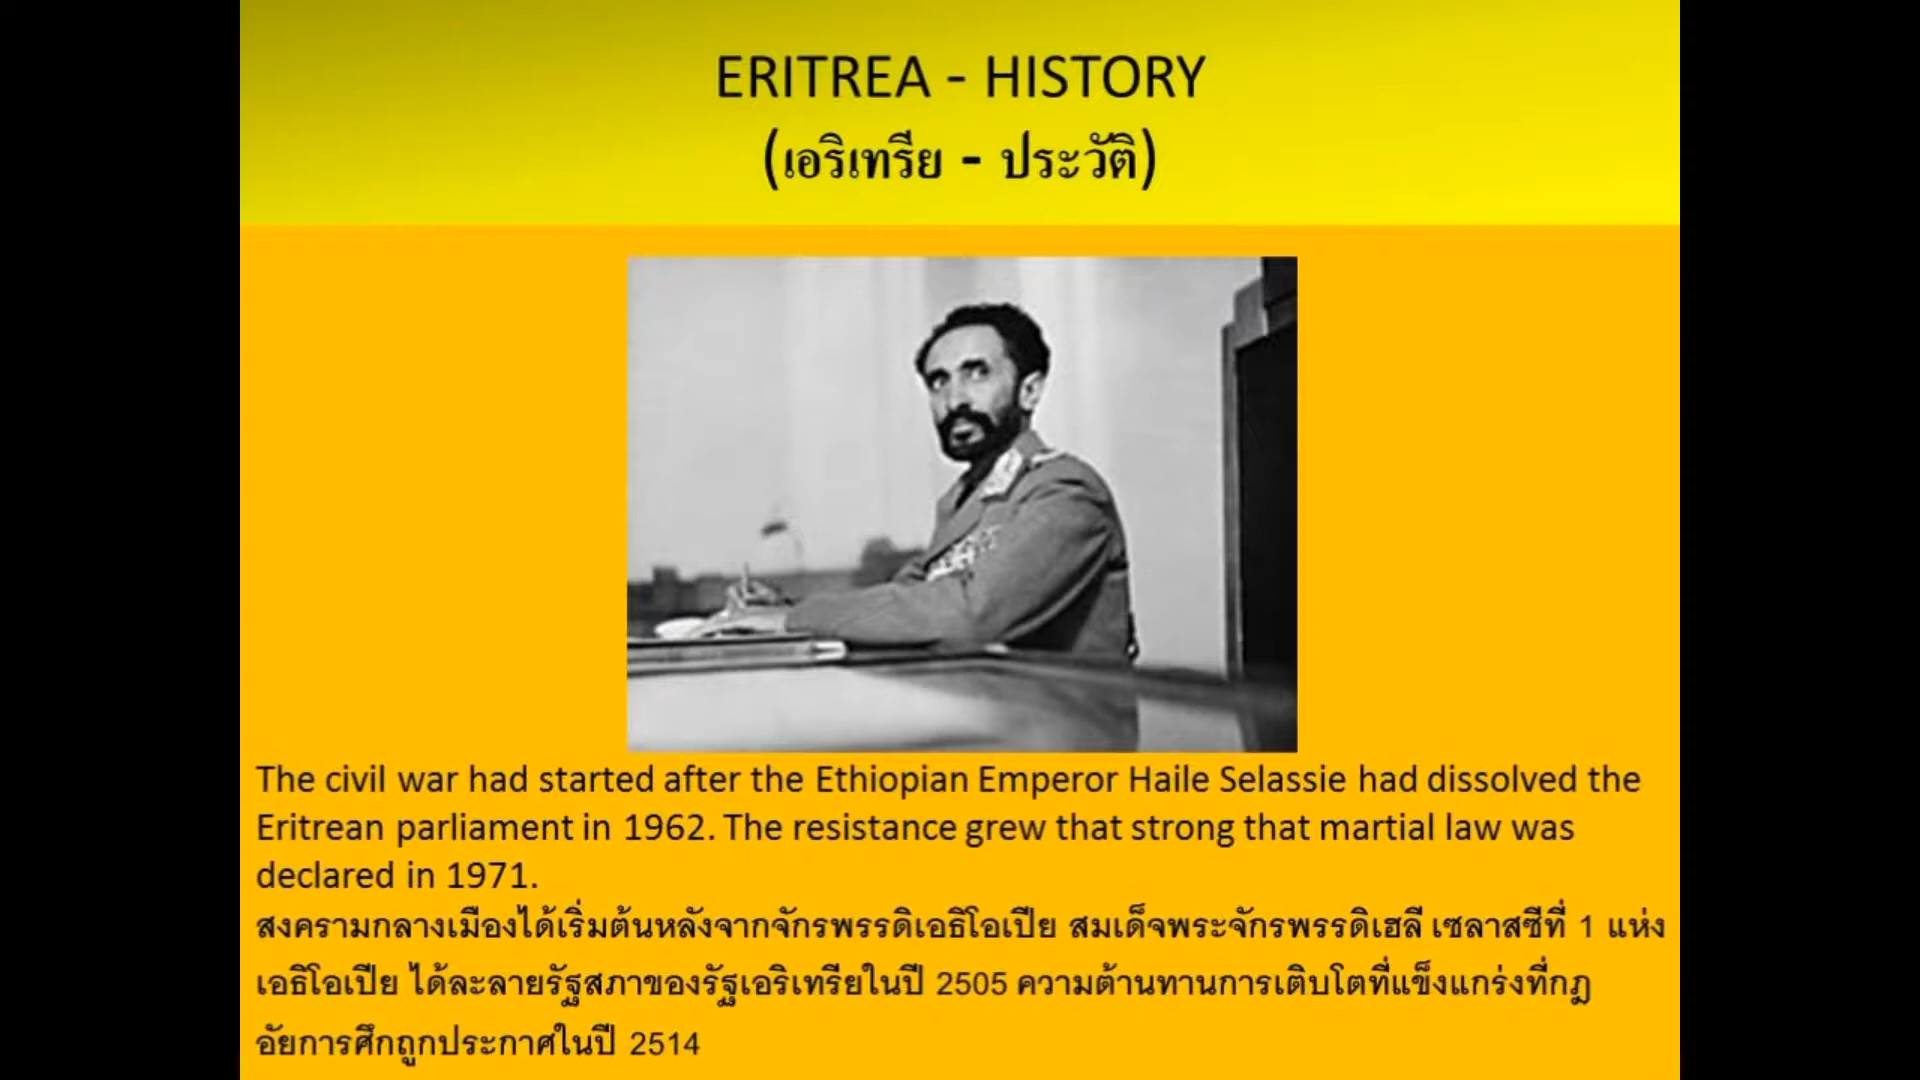 ERITREA - HISTORY
(เอริเทรีย - ประวัติ)
The civil war had started after the Ethiopian Emperor Haile Selassie had dissolved the
Eritrean parliament in 1962. The resistance grew that strong that martial law was
declared in 1971.
สงครามกลางเมืองได้เริ่มต้นหลังจากจักรพรรดิเอธิโอเปีย สมเด็จพระจักรพรรดิเฮลี เซลาสซีที่ 1 แห่ง
เอธิโอเปีย ได้ละลายรัฐสภาของรัฐเอริเทรียในปี 2505 ความต้านทานการเติบโตที่แข็งแกร่งที่กฎ
อัยการศึกถูกประกาศในปี 2514